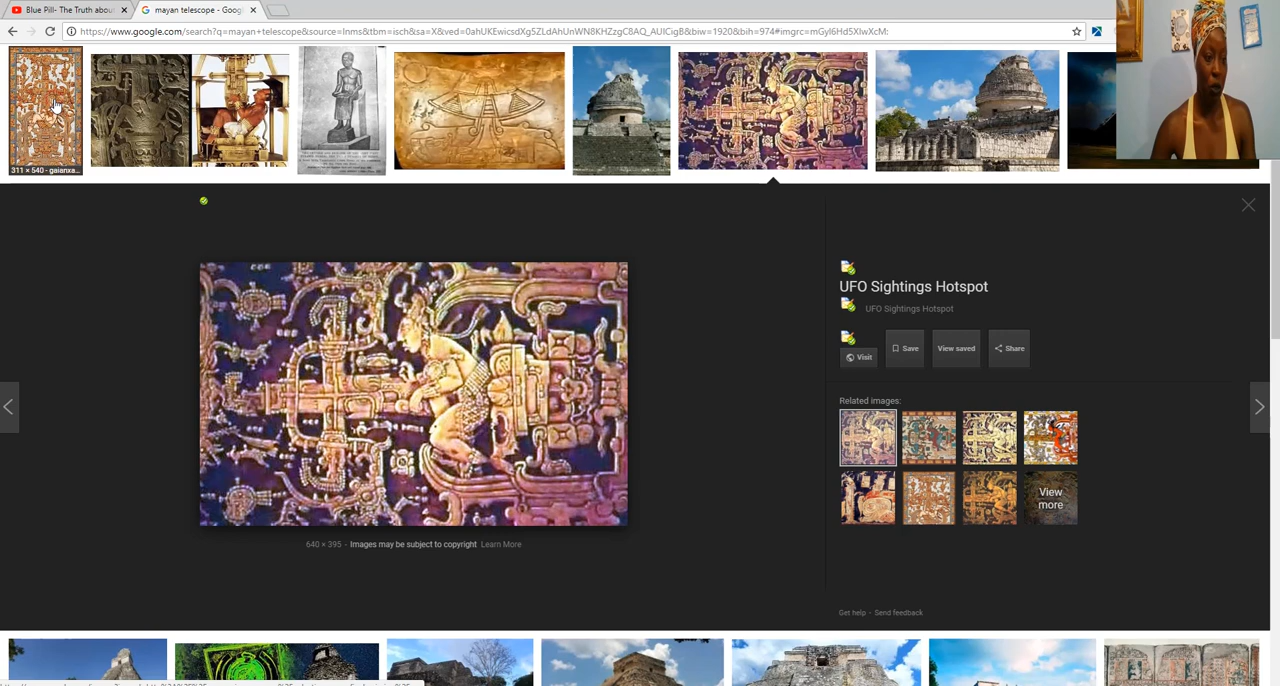 Blue Pill- The Truth abou
mayan telescope - Goog
https://www.google.com/search?q=mayan+telescope&source=lnms&tbm=isch&sa=X&ved=0ahUKEwicsdXg5ZLdAhUnWN8KHZzgC8AQ_AUICigB&biw=1920&bih=974#imgrc=mGyI6Hd5XIwXcM:
311 × 540 - gaianxa...
UFO Sightings Hotspot
UFO Sightings Hotspot
Visit
Save
View saved
Share
Related images:
View more
640 × 395 - Images may be subject to copyright Learn More
Get help - Send feedback